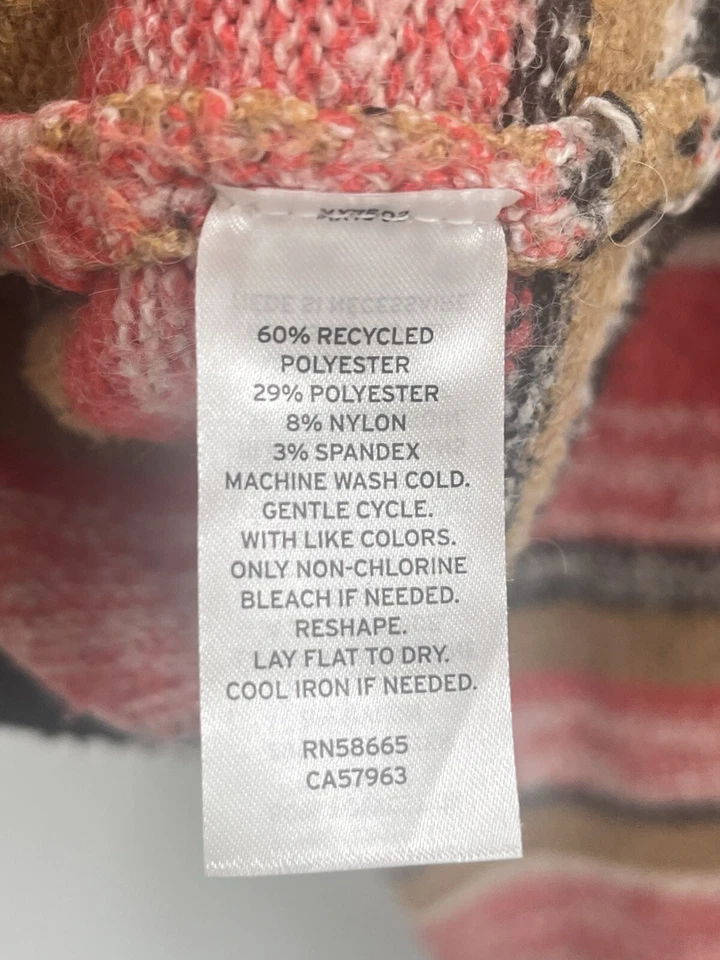 60% RECYCLED
POLYESTER
29% POLYESTER
8% NYLON
3% SPANDEX
MACHINE WASH COLD.
GENTLE CYCLE.
WITH LIKE COLORS.
ONLY NON-CHLORINE
BLEACH IF NEEDED.
RESHAPE.
LAY FLAT TO DRY.
COOL IRON IF NEEDED.
RN58665
CA57963